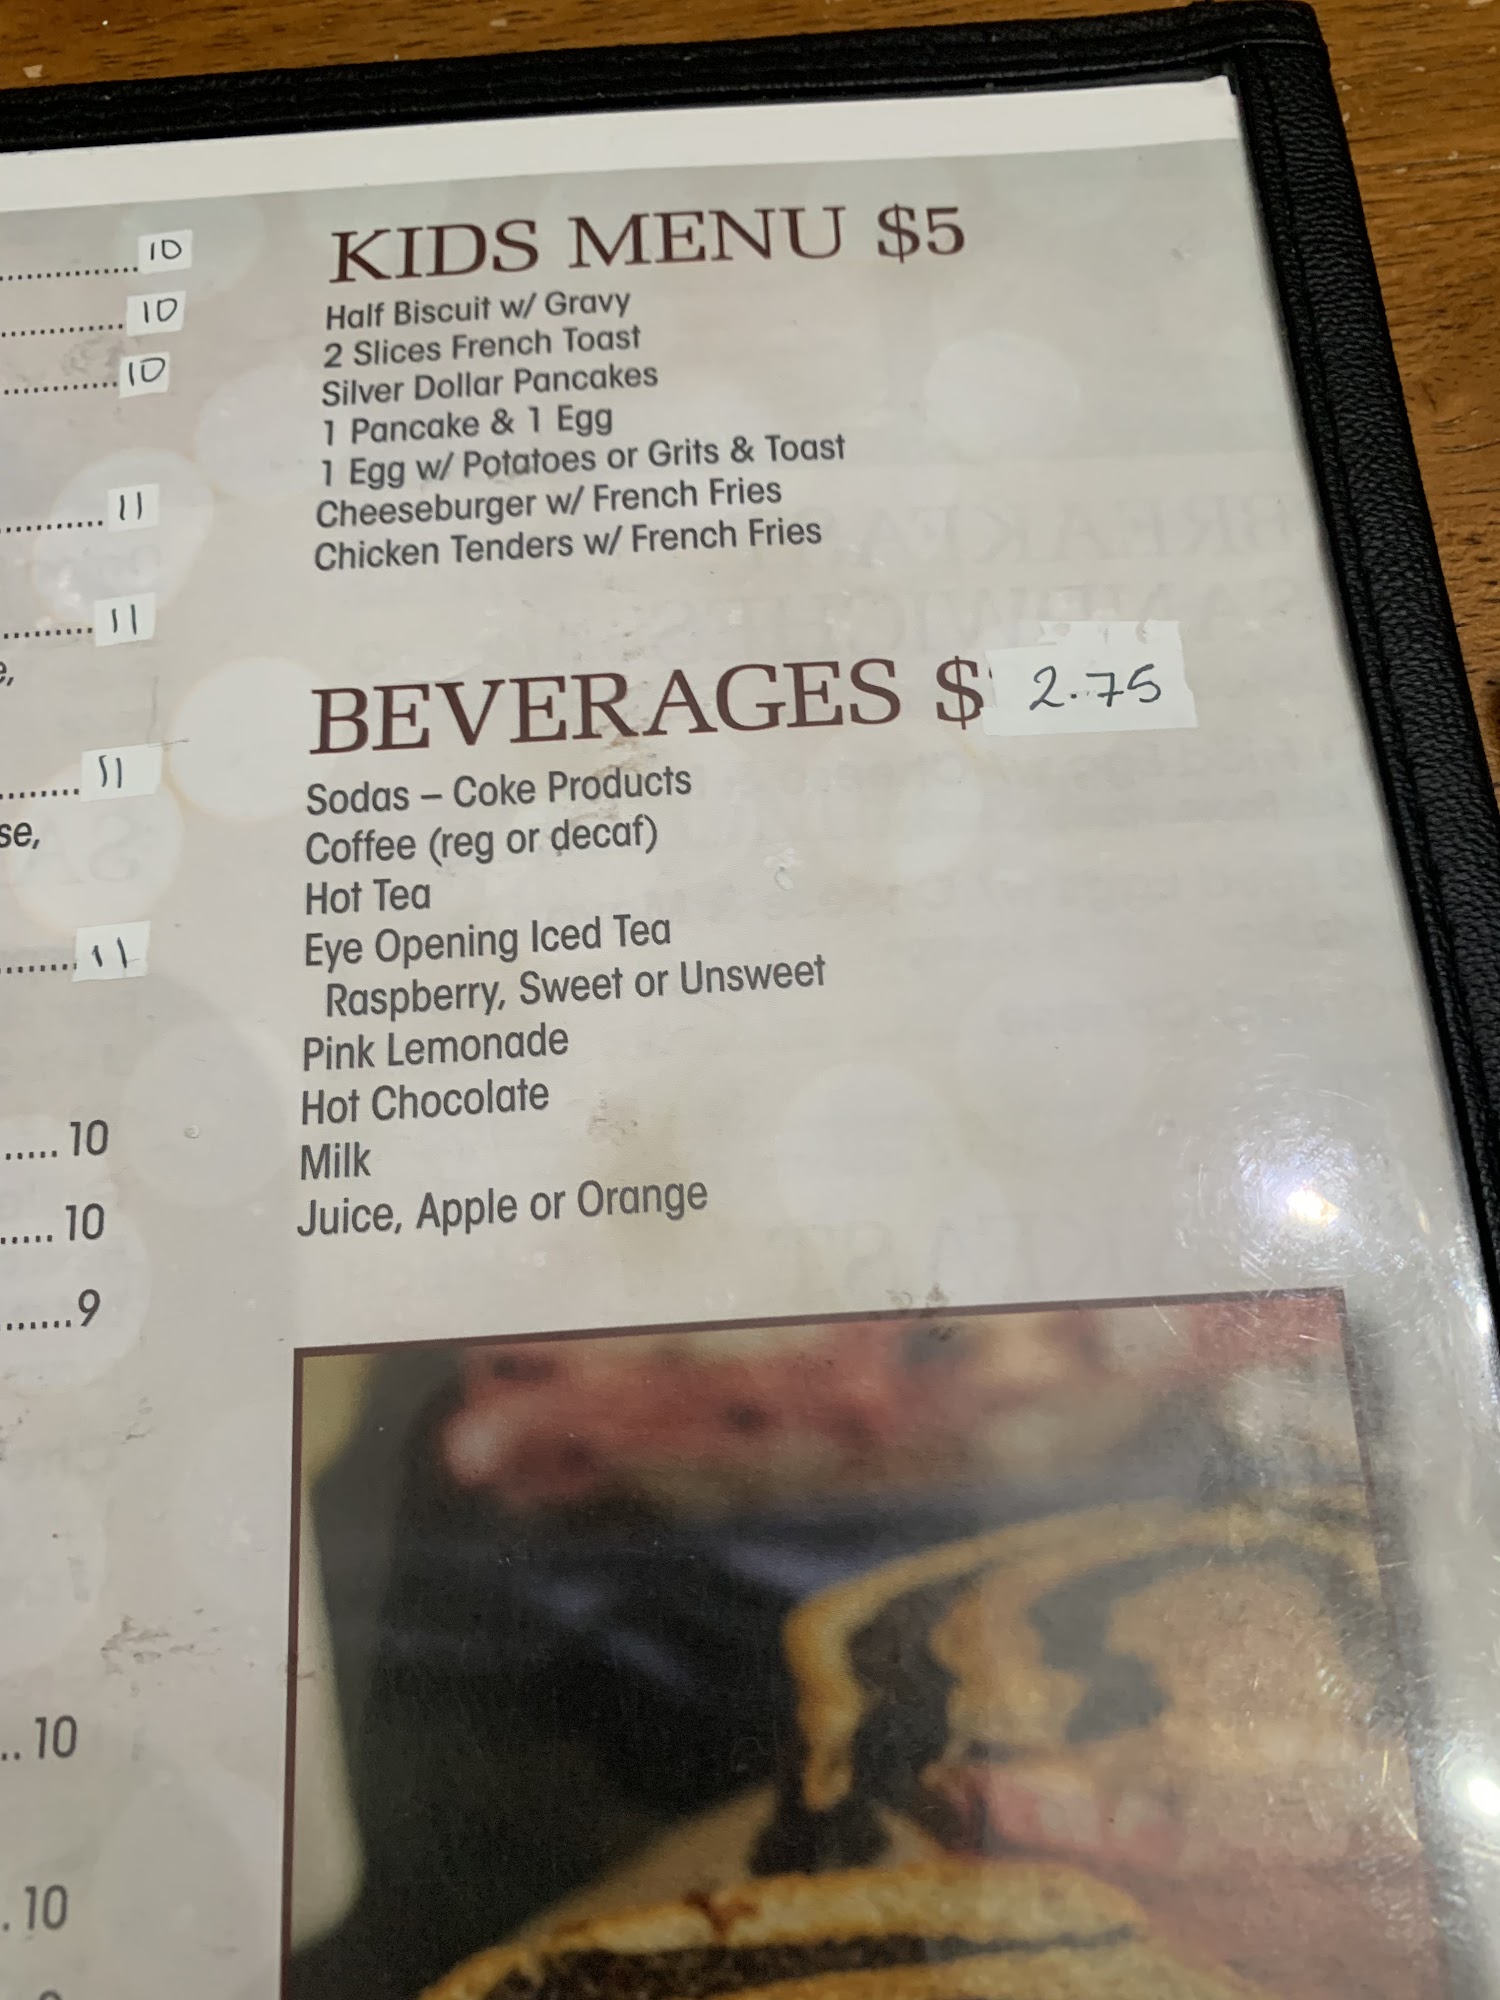 ..............10
..............10
..............10
...........11
..........11
e,
........11
se,
........11
.....10
.....10
.......9
..10
.10
KIDS MENU $5
Half Biscuit w/ Gravy
2 Slices French Toast
Silver Dollar Pancakes
1 Pancake & 1 Egg
1 Egg w/ Potatoes or Grits & Toast
Cheeseburger w/ French Fries
Chicken Tenders w/ French Fries
BEVERAGES $ 2.75
Sodas – Coke Products
Coffee (reg or decaf)
Hot Tea
Eye Opening Iced Tea
Raspberry, Sweet or Unsweet
Pink Lemonade
Hot Chocolate
Milk
Juice, Apple or Orange